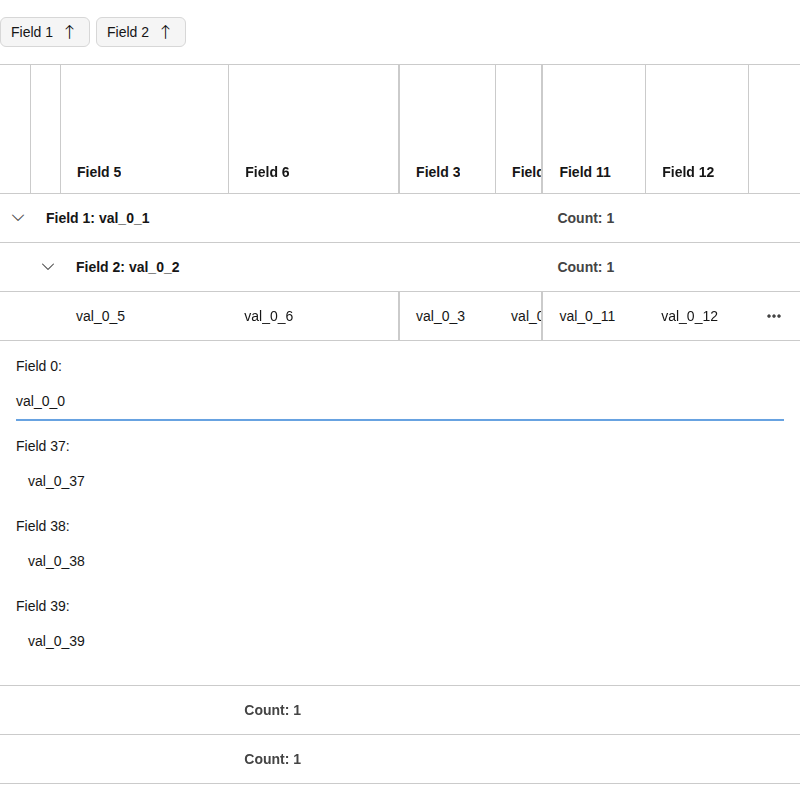 Field 1 Field 2
Field 5 Field 6 Field 3 Field 11 Field 12
Field 1: val_0_1 Count: 1
Field 2: val_0_2 Count: 1
val_0_5 val_0_6 val_0_3 val_0_11 val_0_12
Field 0:
val_0_0
Field 37:
val_0_37
Field 38:
val_0_38
Field 39:
val_0_39
Count: 1
Count: 1